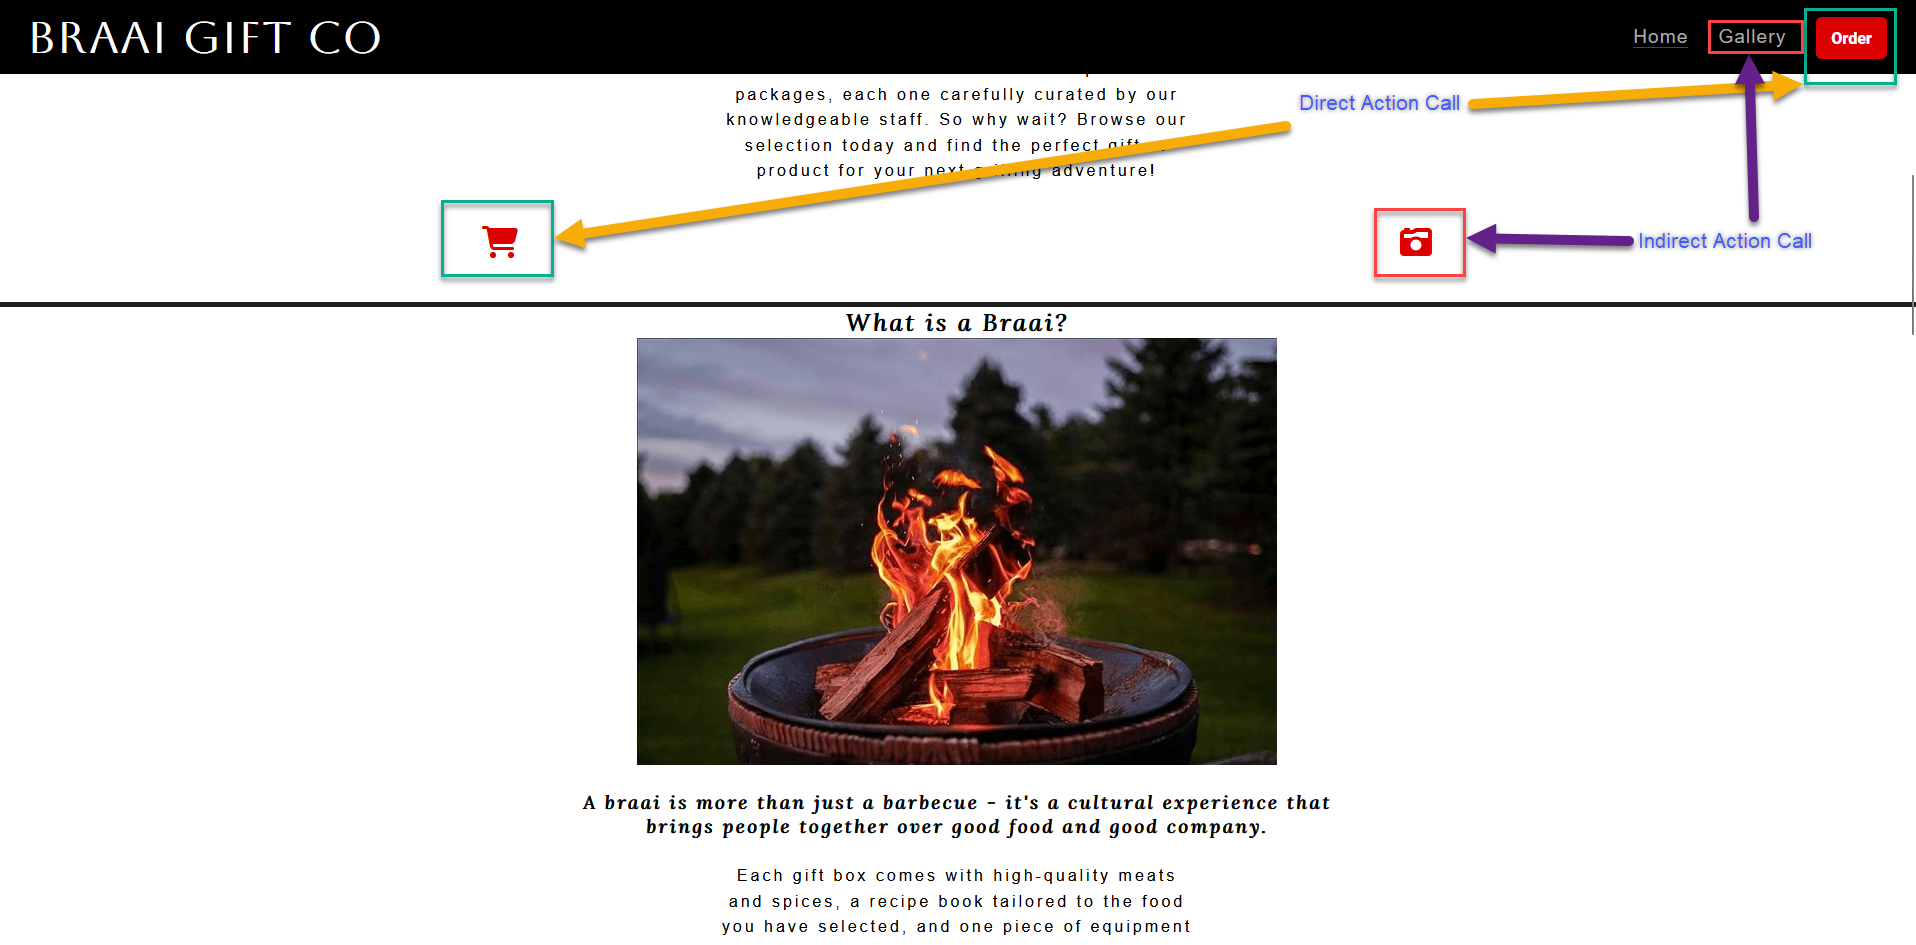 BRAAI GIFT CO
Home
Gallery
Order
Direct Action Call
packages, each one carefully curated by our
knowledgeable staff. So why wait? Browse our
selection today and find the perfect gift
product for your next grilling adventure!
Indirect Action Call
What is a Braai?
A braai is more than just a barbecue - it's a cultural experience that
brings people together over good food and good company.
Each gift box comes with high-quality meats
and spices, a recipe book tailored to the food
you have selected, and one piece of equipment